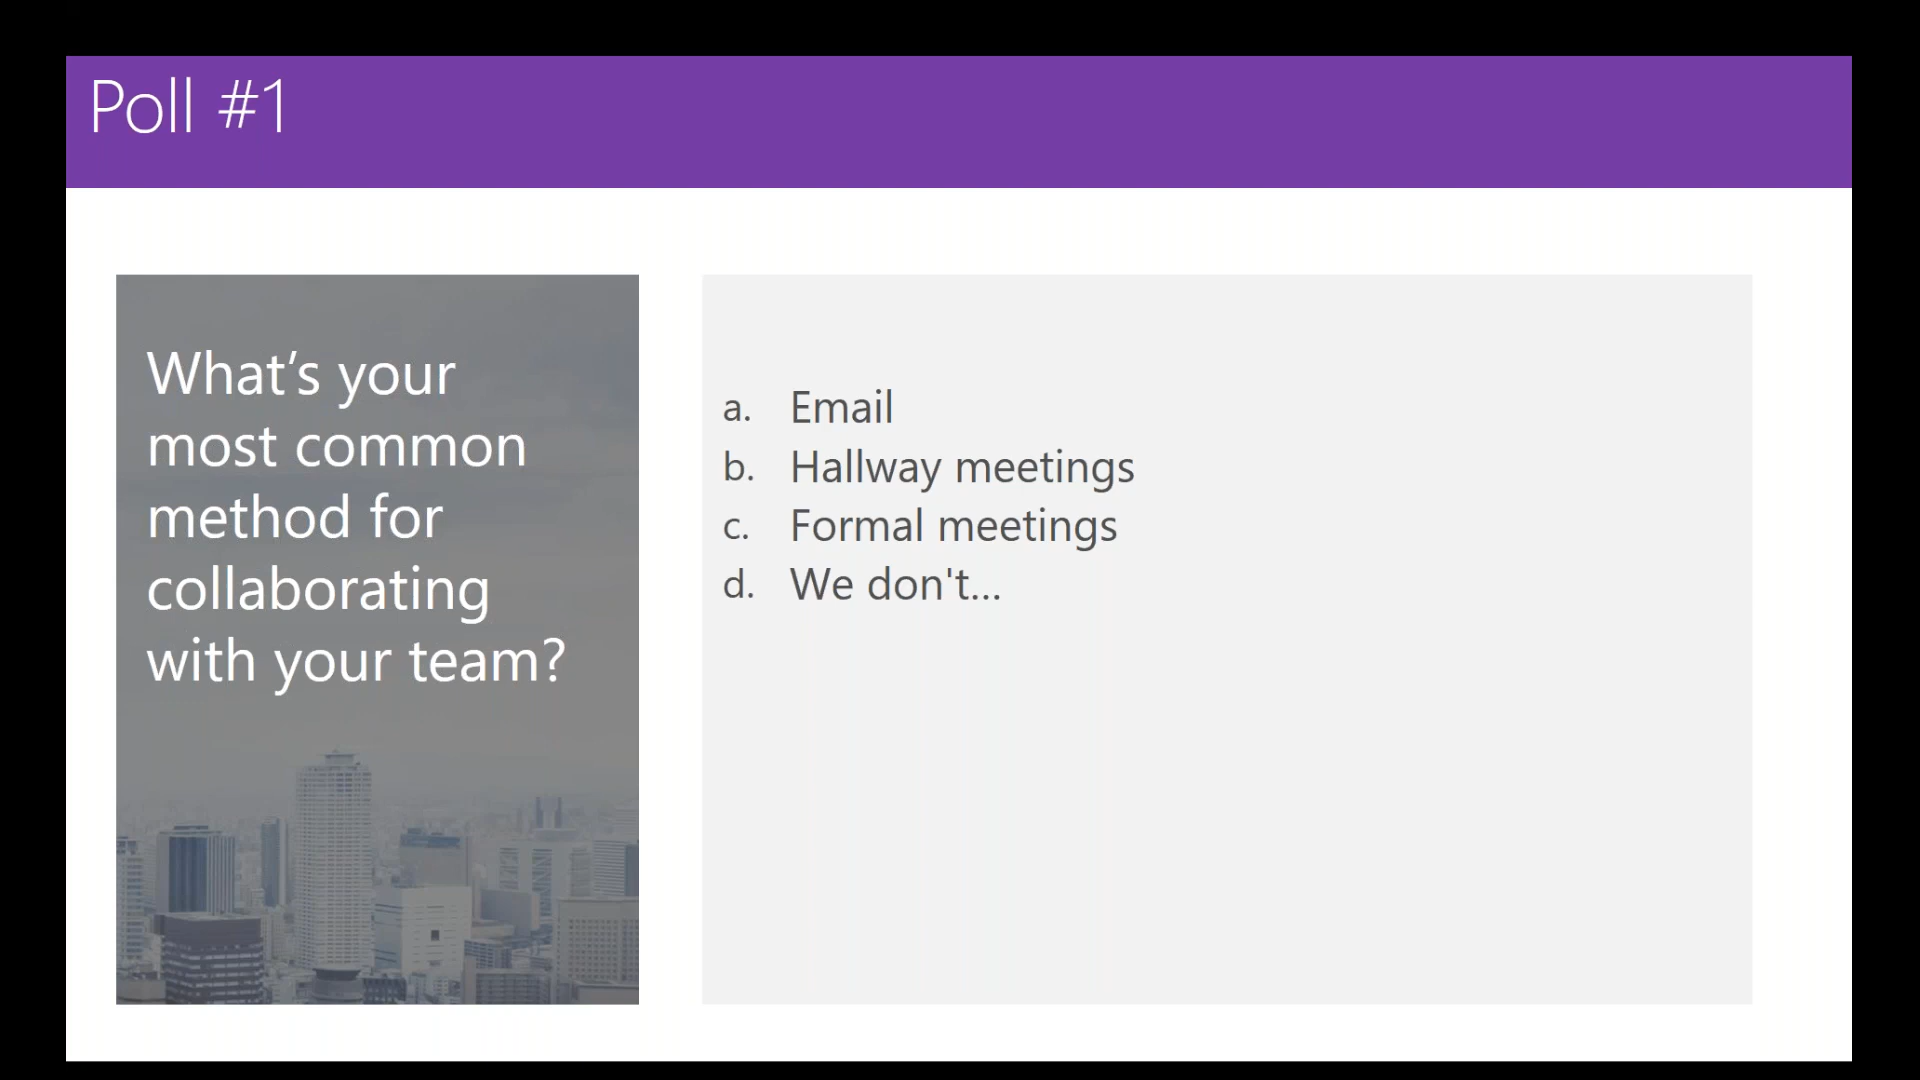 Poll #1
What’s your
most common
method for
collaborating
with your team?
a. Email
b. Hallway meetings
c. Formal meetings
d. We don't...